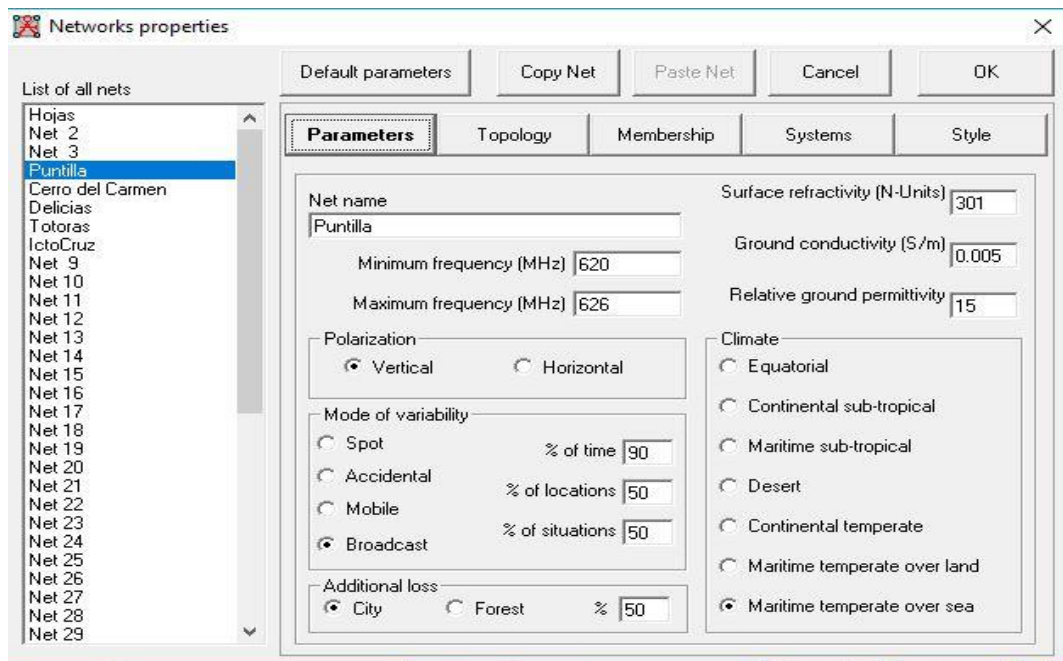 Networks properties
Default parameters
Copy Net
Paste Net
Cancel
OK
List of all nets
Hojas
Net 2
Net 3
Puntilla
Cerro del Carmen
Delicias
Totoras
IctoCruz
Net 9
Net 10
Net 11
Net 12
Net 13
Net 14
Net 15
Net 16
Net 17
Net 18
Net 19
Net 20
Net 21
Net 22
Net 23
Net 24
Net 25
Net 26
Net 27
Net 28
Net 29
Parameters
Topology
Membership
Systems
Style
Net name
Puntilla
Minimum frequency (MHz) 620
Maximum frequency (MHz) 626
Surface refractivity (N-Units) 301
Ground conductivity (S/m) 0.005
Relative ground permittivity 15
Polarization
Vertical
Horizontal
Mode of variability
Spot
Accidental
Mobile
Broadcast
% of time 90
% of locations 50
% of situations 50
Additional loss
City
Forest
% 50
Climate
Equatorial
Continental sub-tropical
Maritime sub-tropical
Desert
Continental temperate
Maritime temperate over land
Maritime temperate over sea